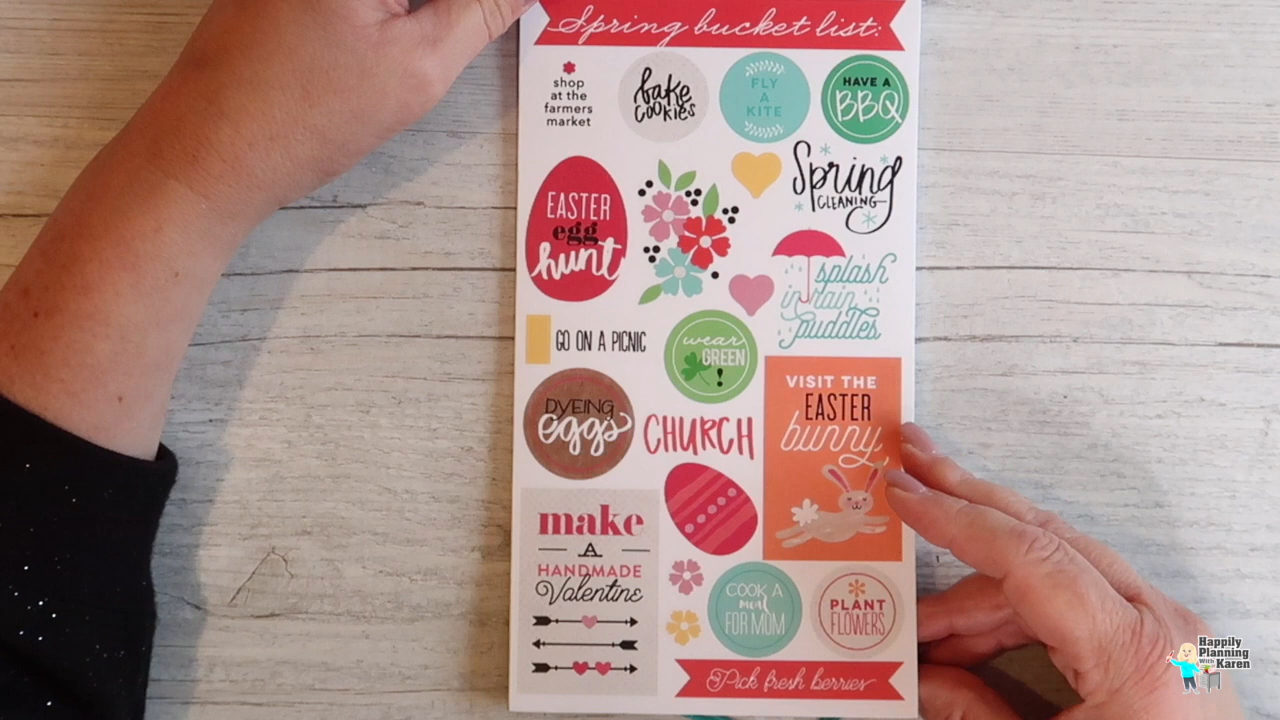 Spring bucket list:
shop
at the
farmers
market
bake
cookies
FLY
A
KITE
HAVE A
BBQ
EASTER
egg
hunt
Spring
CLEANING
splash
in rain
puddles
GO ON A PICNIC
wear
GREEN
!
DYEING
eggs
CHURCH
VISIT THE
EASTER
bunny
make
A
HANDMADE
Valentine
COOK A
meal
FOR MOM
PLANT
FLOWERS
Pick fresh berries
Happily
Planning
With
Karen